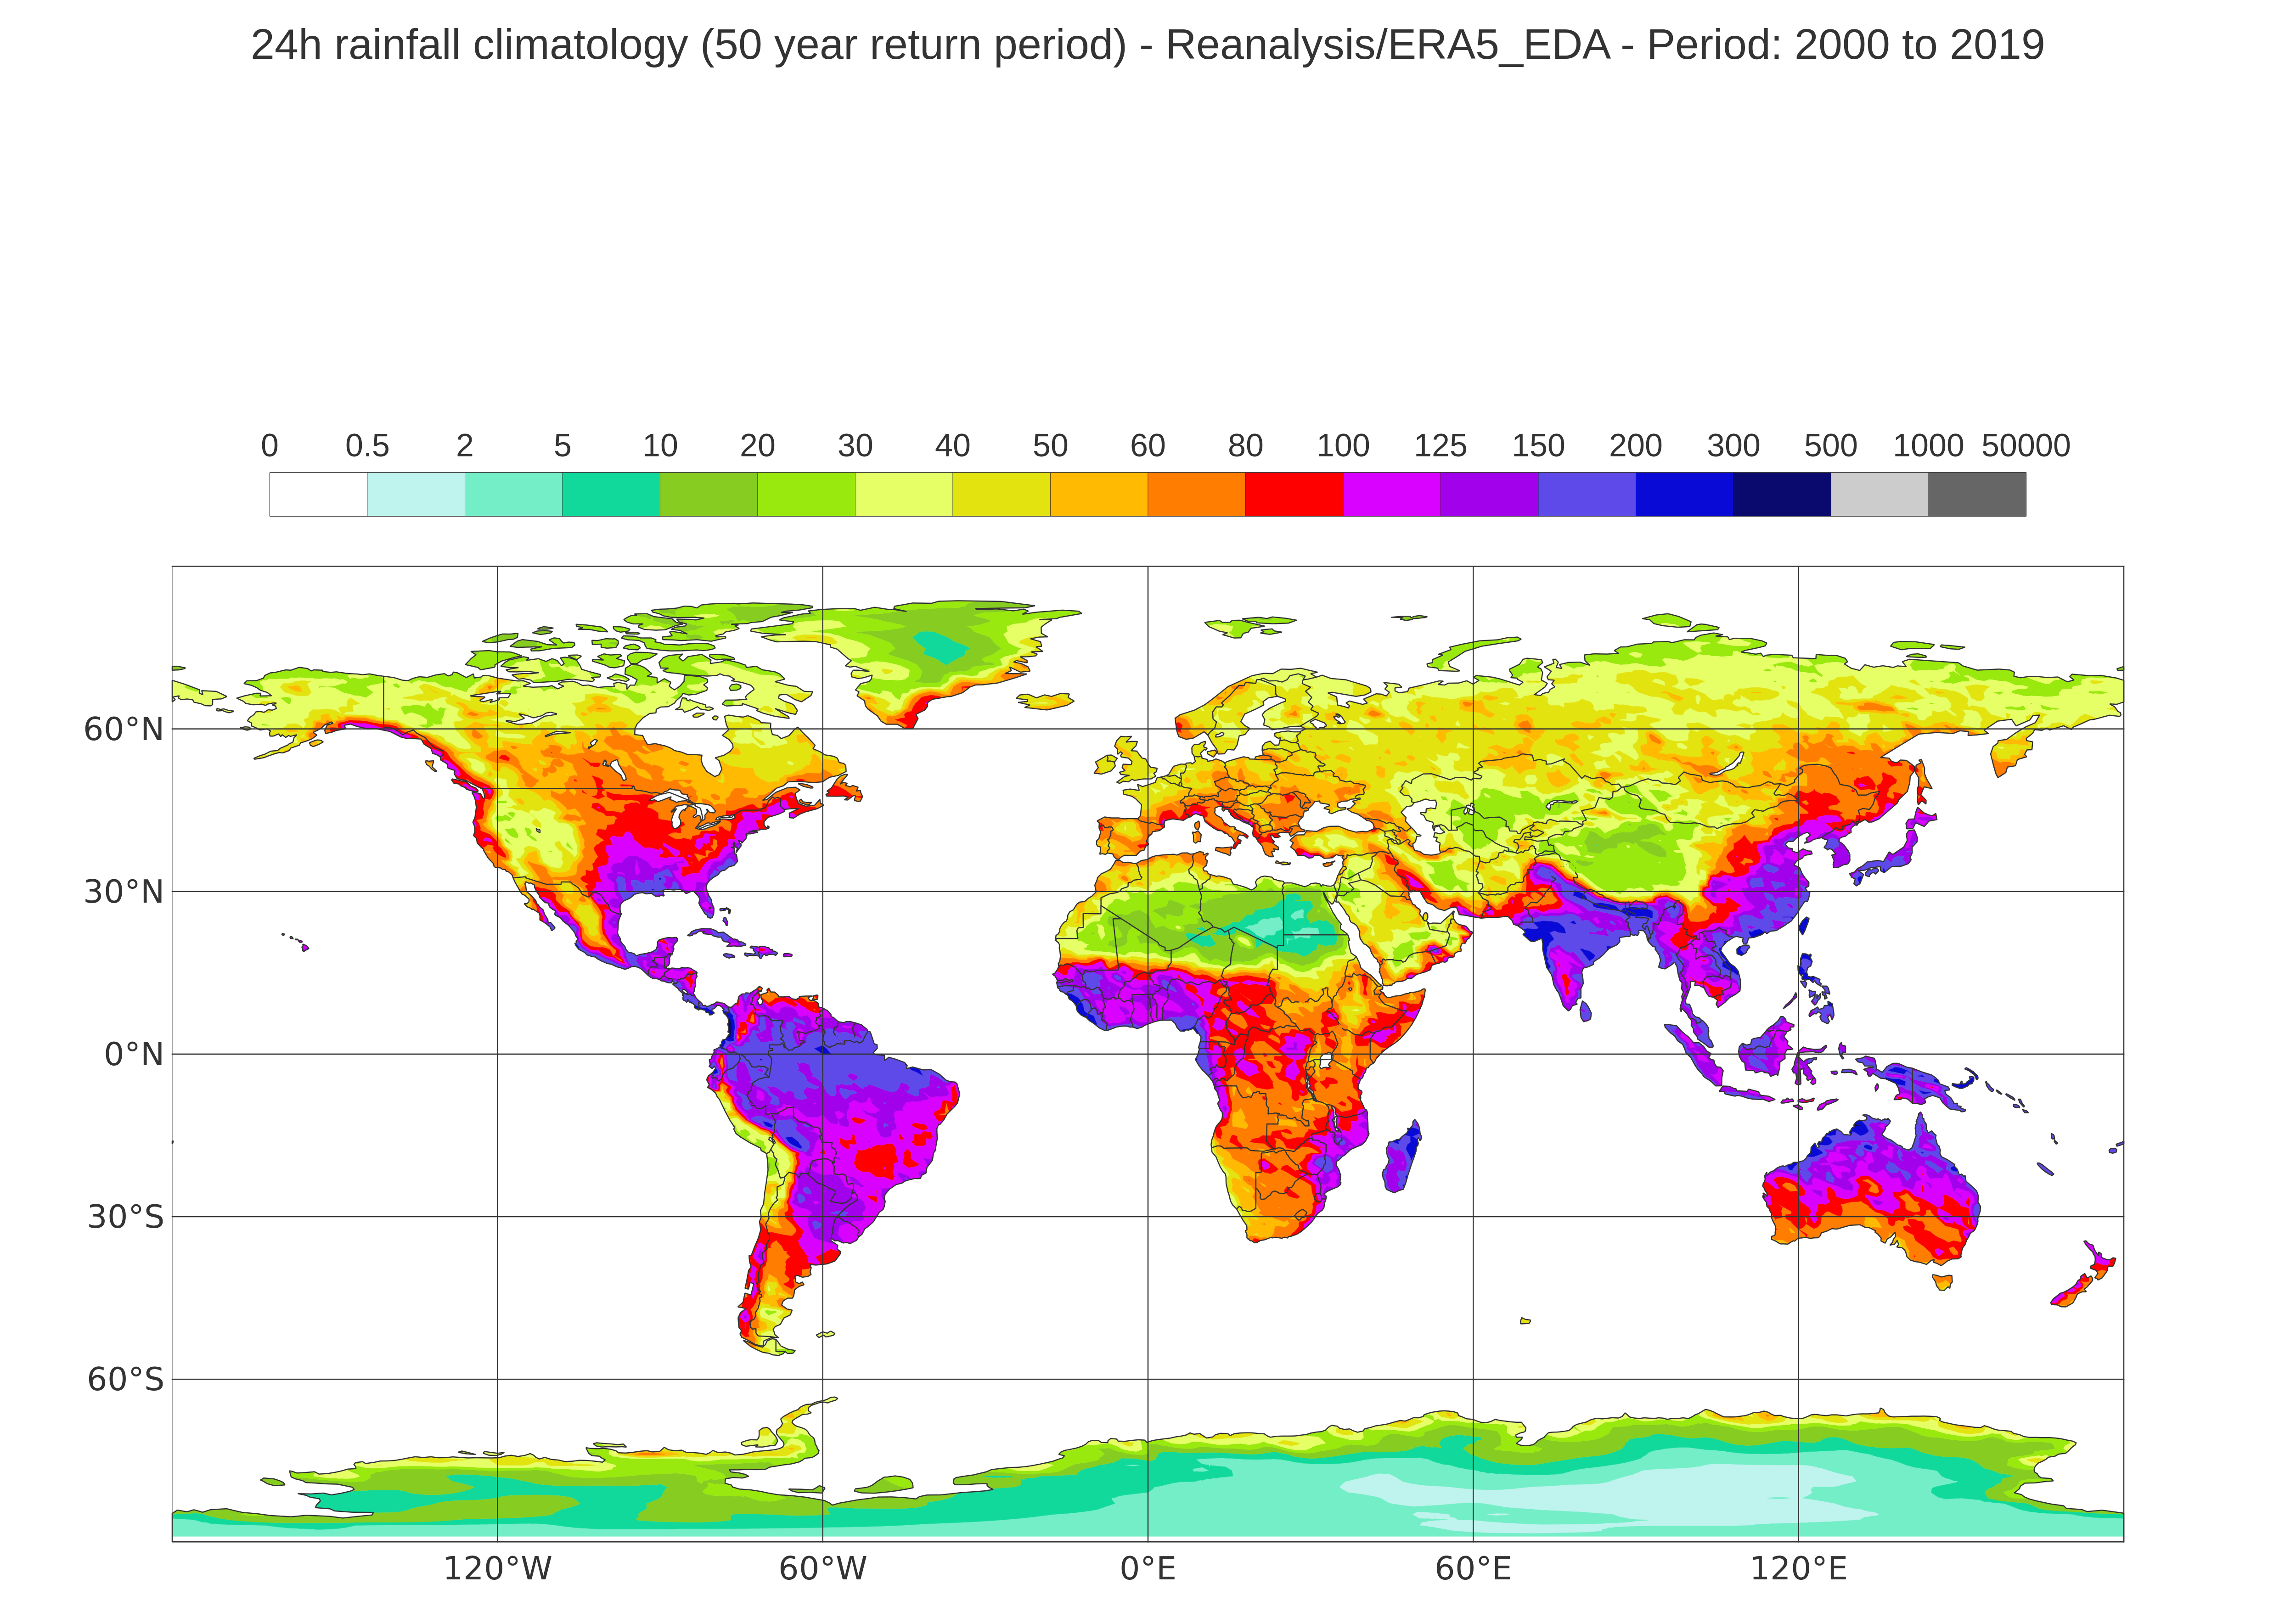 24h rainfall climatology (50 year return period) - Reanalysis/ERA5_EDA - Period: 2000 to 2019
0 0.5 2 5 10 20 30 40 50 60 80 100 125 150 200 300 500 1000 50000
60°N
30°N
0°N
30°S
60°S
120°W 60°W 0°E 60°E 120°E